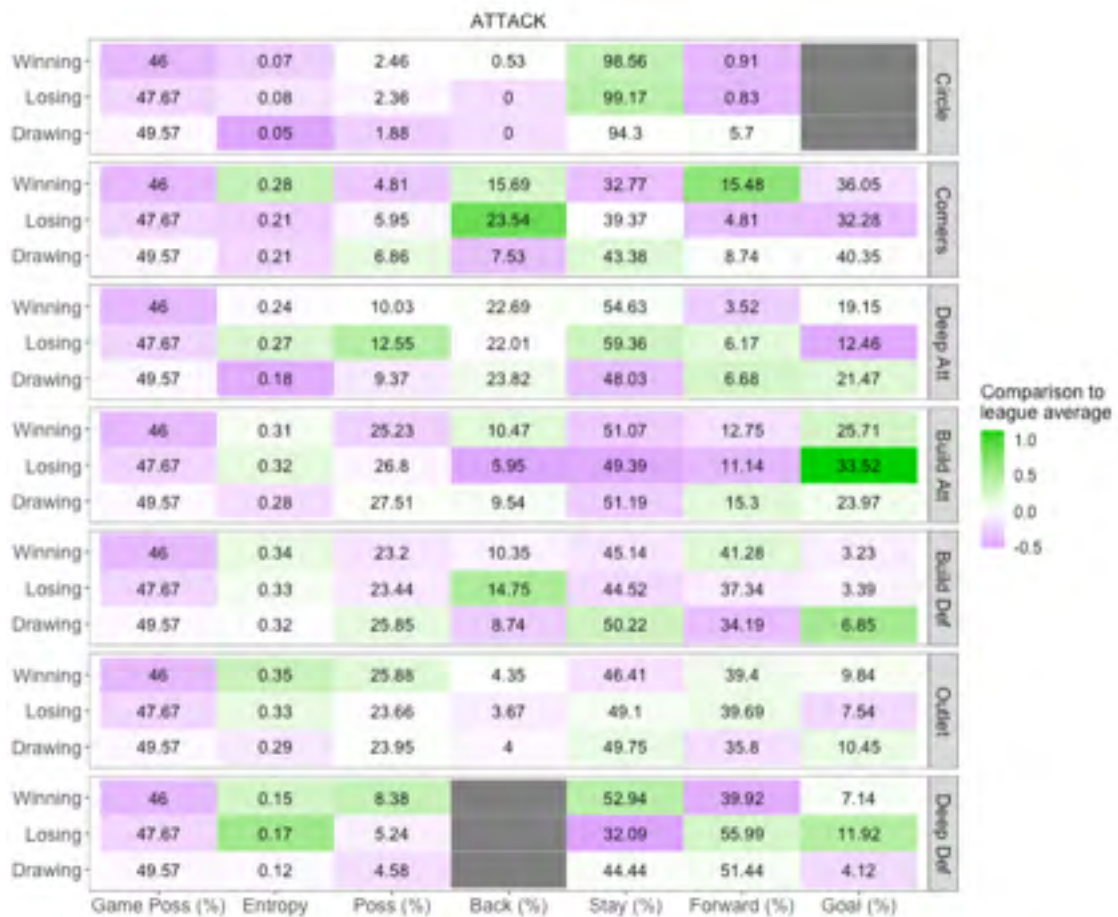 ATTACK
Winning 46 0.07 2.46 0.53 98.56 0.91
Losing 47.67 0.08 2.36 0 99.17 0.83
Drawing 49.57 0.05 1.88 0 94.3 5.7
Circle
Winning 46 0.28 4.81 15.69 32.77 15.48 36.05
Losing 47.67 0.21 5.95 23.54 39.37 4.81 32.28
Drawing 49.57 0.21 6.86 7.53 43.38 8.74 40.35
Corners
Winning 46 0.24 10.03 22.69 54.63 3.52 19.15
Losing 47.67 0.27 12.55 22.01 59.36 6.17 12.46
Drawing 49.57 0.18 9.37 23.82 48.03 6.68 21.47
Deep Att
Winning 46 0.31 25.23 10.47 51.07 12.75 25.71
Losing 47.67 0.32 26.8 5.95 49.39 11.14 33.52
Drawing 49.57 0.28 27.51 9.54 51.19 15.3 23.97
Build Att
Winning 46 0.34 23.2 10.35 45.14 41.28 3.23
Losing 47.67 0.33 23.44 14.75 44.52 37.34 3.39
Drawing 49.57 0.32 25.85 8.74 50.22 34.19 6.85
Build Def
Winning 46 0.35 25.88 4.35 46.41 39.4 9.84
Losing 47.67 0.33 23.66 3.67 49.1 39.69 7.54
Drawing 49.57 0.29 23.95 4 49.75 35.8 10.45
Outlet
Winning 46 0.15 8.38 52.94 39.92 7.14
Losing 47.67 0.17 5.24 32.09 55.99 11.92
Drawing 49.57 0.12 4.58 44.44 51.44 4.12
Deep Def
Game Poss (%) Entropy Poss (%) Back (%) Stay (%) Forward (%) Goal (%)
Comparison to
league average
1.0
0.5
0.0
-0.5